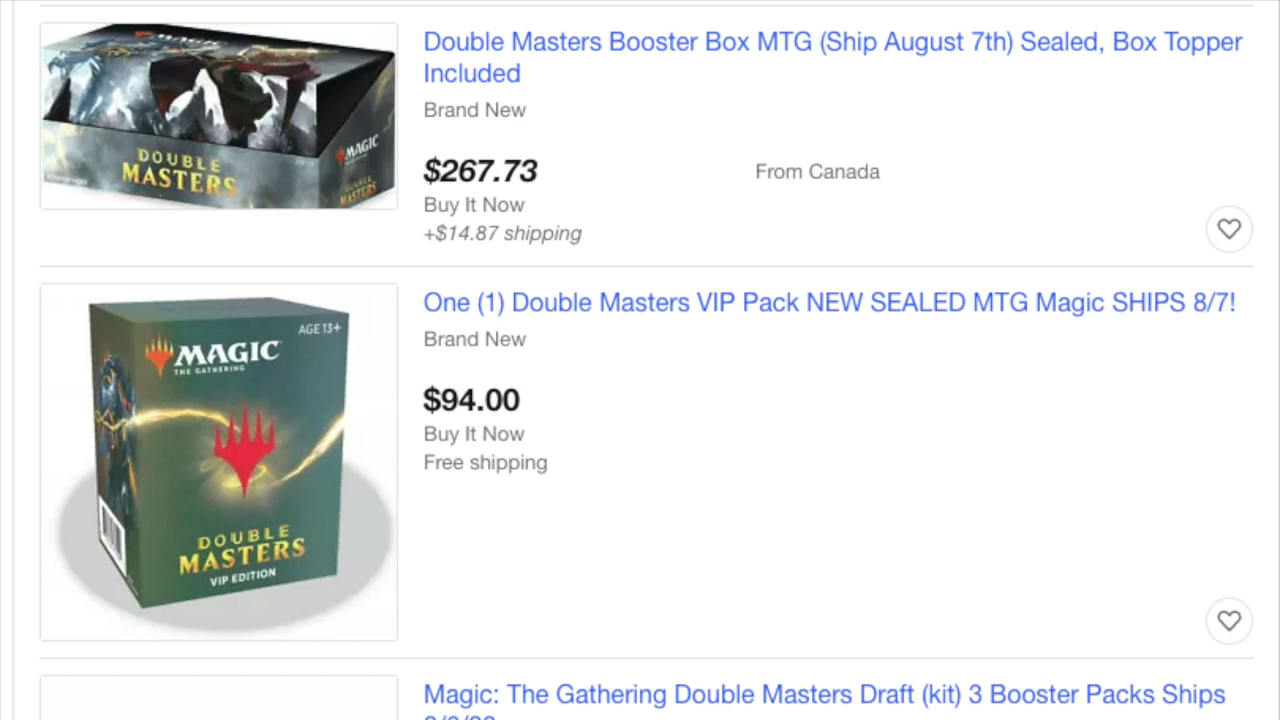 MAGIC
DOUBLE
MASTERS
MAGIC
DOUBLE
MASTERS
Double Masters Booster Box MTG (Ship August 7th) Sealed, Box Topper
Included
Brand New
$267.73
From Canada
Buy It Now
+$14.87 shipping
AGE 13+
MAGIC
THE GATHERING
DOUBLE
MASTERS
VIP EDITION
One (1) Double Masters VIP Pack NEW SEALED MTG Magic SHIPS 8/7!
Brand New
$94.00
Buy It Now
Free shipping
Magic: The Gathering Double Masters Draft (kit) 3 Booster Packs Ships